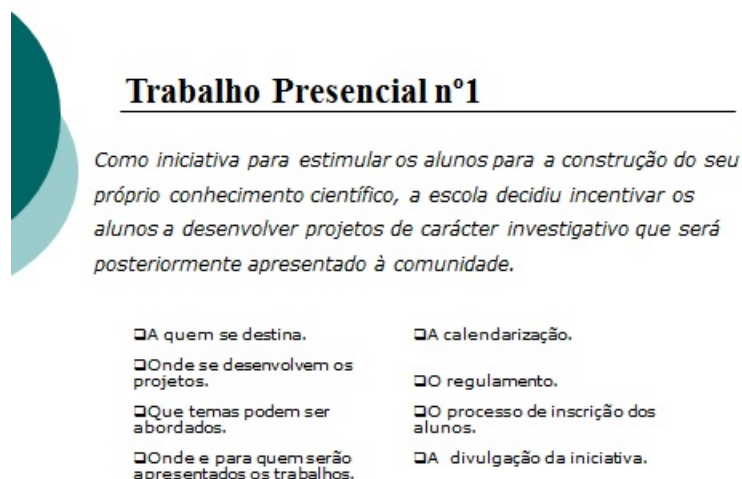 Trabalho Presencial nº1
Como iniciativa para estimular os alunos para a construção do seu
próprio conhecimento científico, a escola decidiu incentivar os
alunos a desenvolver projetos de carácter investigativo que será
posteriormente apresentado à comunidade.
❑A quem se destina.
❑Onde se desenvolvem os
projetos.
❑Que temas podem ser
abordados.
❑Onde e para quem serão
apresentados os trabalhos.
❑A calendarização.
❑O regulamento.
❑O processo de inscrição dos
alunos.
❑A divulgação da iniciativa.